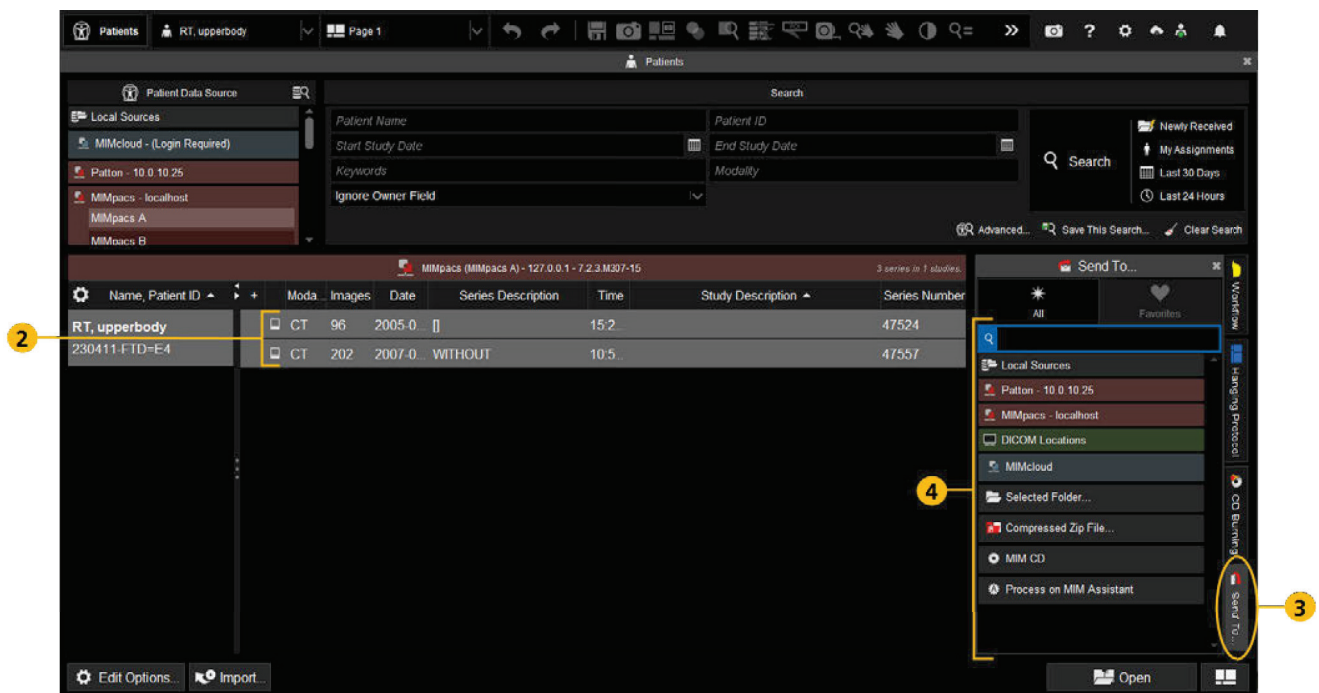 Patients
RT, upperbody
Page 1
Patients
Patient Data Source
Local Sources
MIMcloud - (Login Required)
Patton - 10.0.10.25
MIMpacs - localhost
MIMpacs A
MIMpacs B
Search
Patient Name
Patient ID
Start Study Date
End Study Date
Keywords
Modality
Ignore Owner Field
Search
Newly Received
My Assignments
Last 30 Days
Last 24 Hours
Advanced...
Save This Search...
Clear Search
MIMpacs (MIMpacs A) - 127.0.0.1 - 7.2.3.M307-15
3 series in 1 studies.
Name, Patient ID
+ Moda... Images Date Series Description Time Study Description Series Number
RT, upperbody
230411-FTD=E4
CT 96 2005-0... [] 15:2... 47524
CT 202 2007-0... WITHOUT 10:5... 47557
2
Send To...
All
Favorites
Local Sources
Patton - 10.0.10.25
MIMpacs - localhost
DICOM Locations
MIMcloud
Selected Folder...
Compressed Zip File...
MIM CD
Process on MIM Assistant
4
Workflow
Hanging Protocol
CD Burning
Send To...
3
Edit Options...
Import...
Open